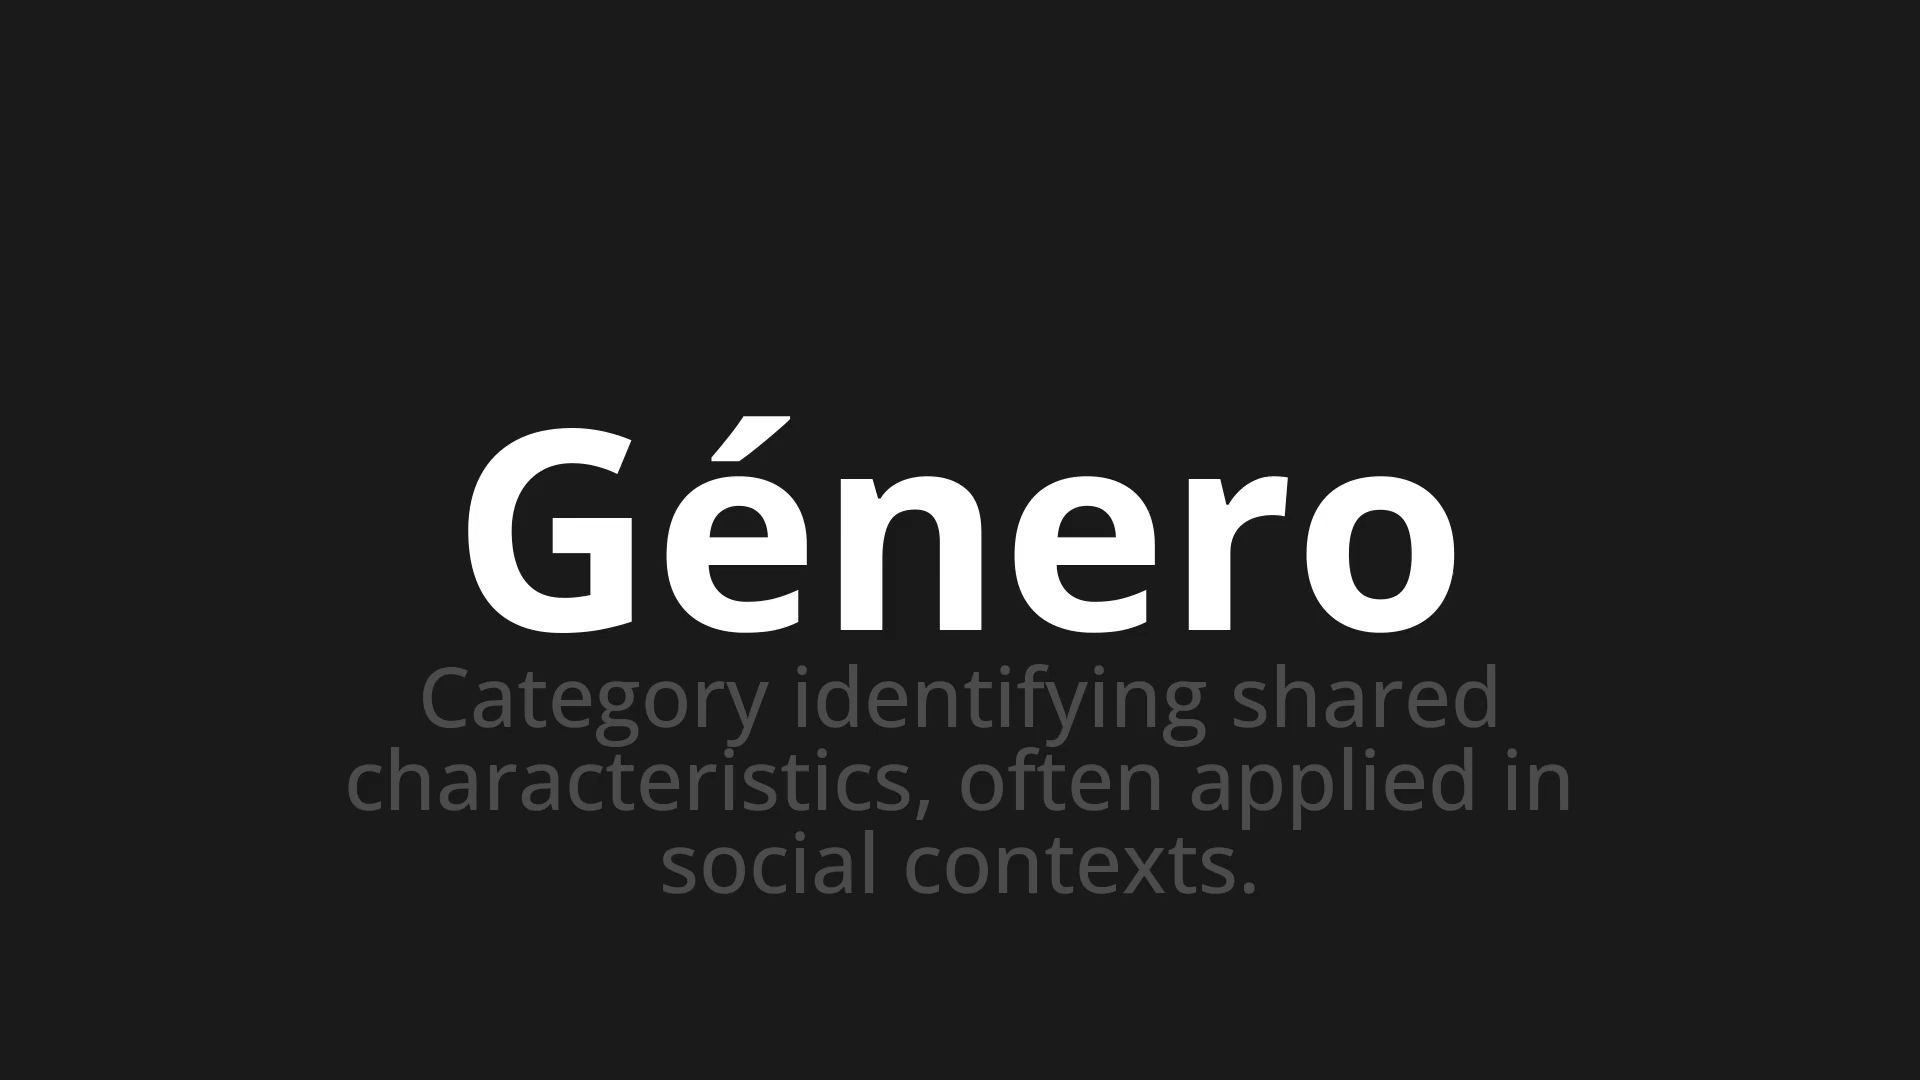 Género
Category identifying shared
characteristics, often applied in
social contexts.